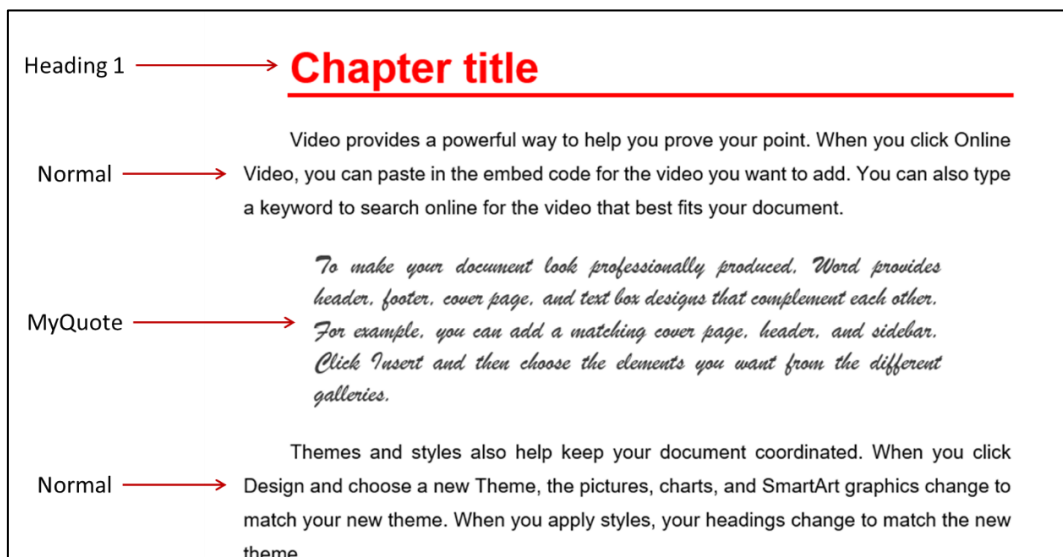 Heading 1
Chapter title
Video provides a powerful way to help you prove your point. When you click Online
Normal
Video, you can paste in the embed code for the video you want to add. You can also type
a keyword to search online for the video that best fits your document.
To make your document look professionally produced, Word provides
header, footer, cover page, and text box designs that complement each other.
MyQuote
For example, you can add a matching cover page, header, and sidebar.
Click Insert and then choose the elements you want from the different
galleries.
Themes and styles also help keep your document coordinated. When you click
Normal
Design and choose a new Theme, the pictures, charts, and SmartArt graphics change to
match your new theme. When you apply styles, your headings change to match the new
theme.